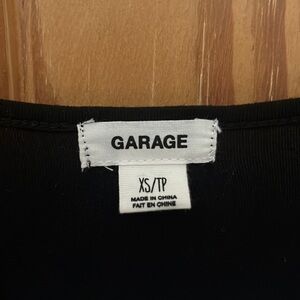 GARAGE
XS/TP
MADE IN CHINA
FAIT EN CHINE